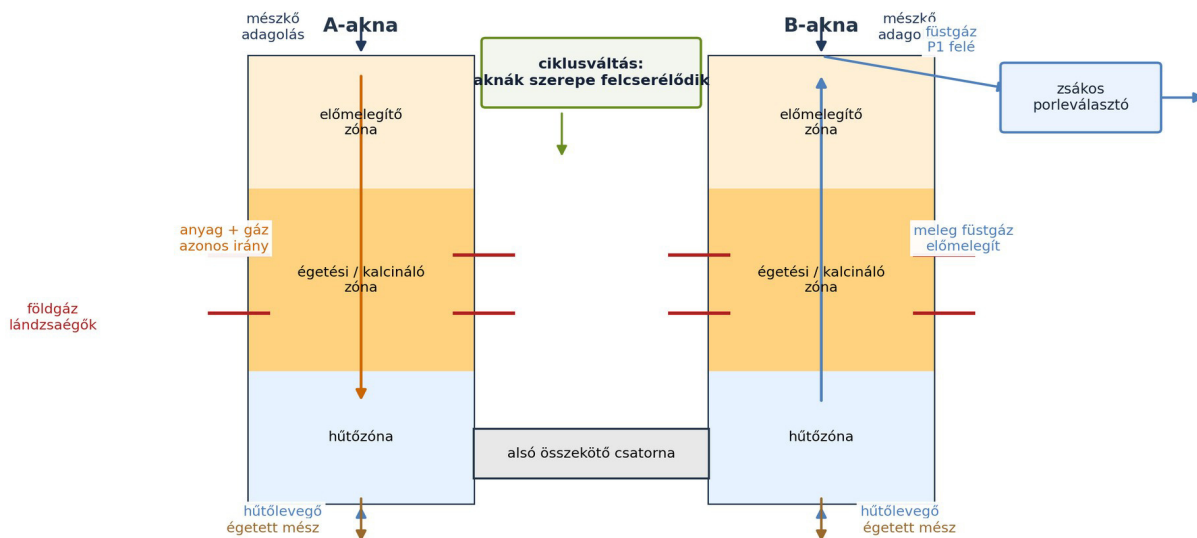 mészkő
adagolás
A-akna
ciklusváltás:
aknák szerepe felcserélődik
B-akna
mészkő
adago
füstgáz
P1 felé
zsákos
porleválasztó
előmelegítő
zóna
előmelegítő
zóna
anyag + gáz
azonos irány
meleg füstgáz
előmelegít
égetési / kalcináló
zóna
égetési / kalcináló
zóna
földgáz
lándzsaégők
hűtőzóna
alsó összekötő csatorna
hűtőzóna
hűtőlevegő
égetett mész
hűtőlevegő
égetett mész